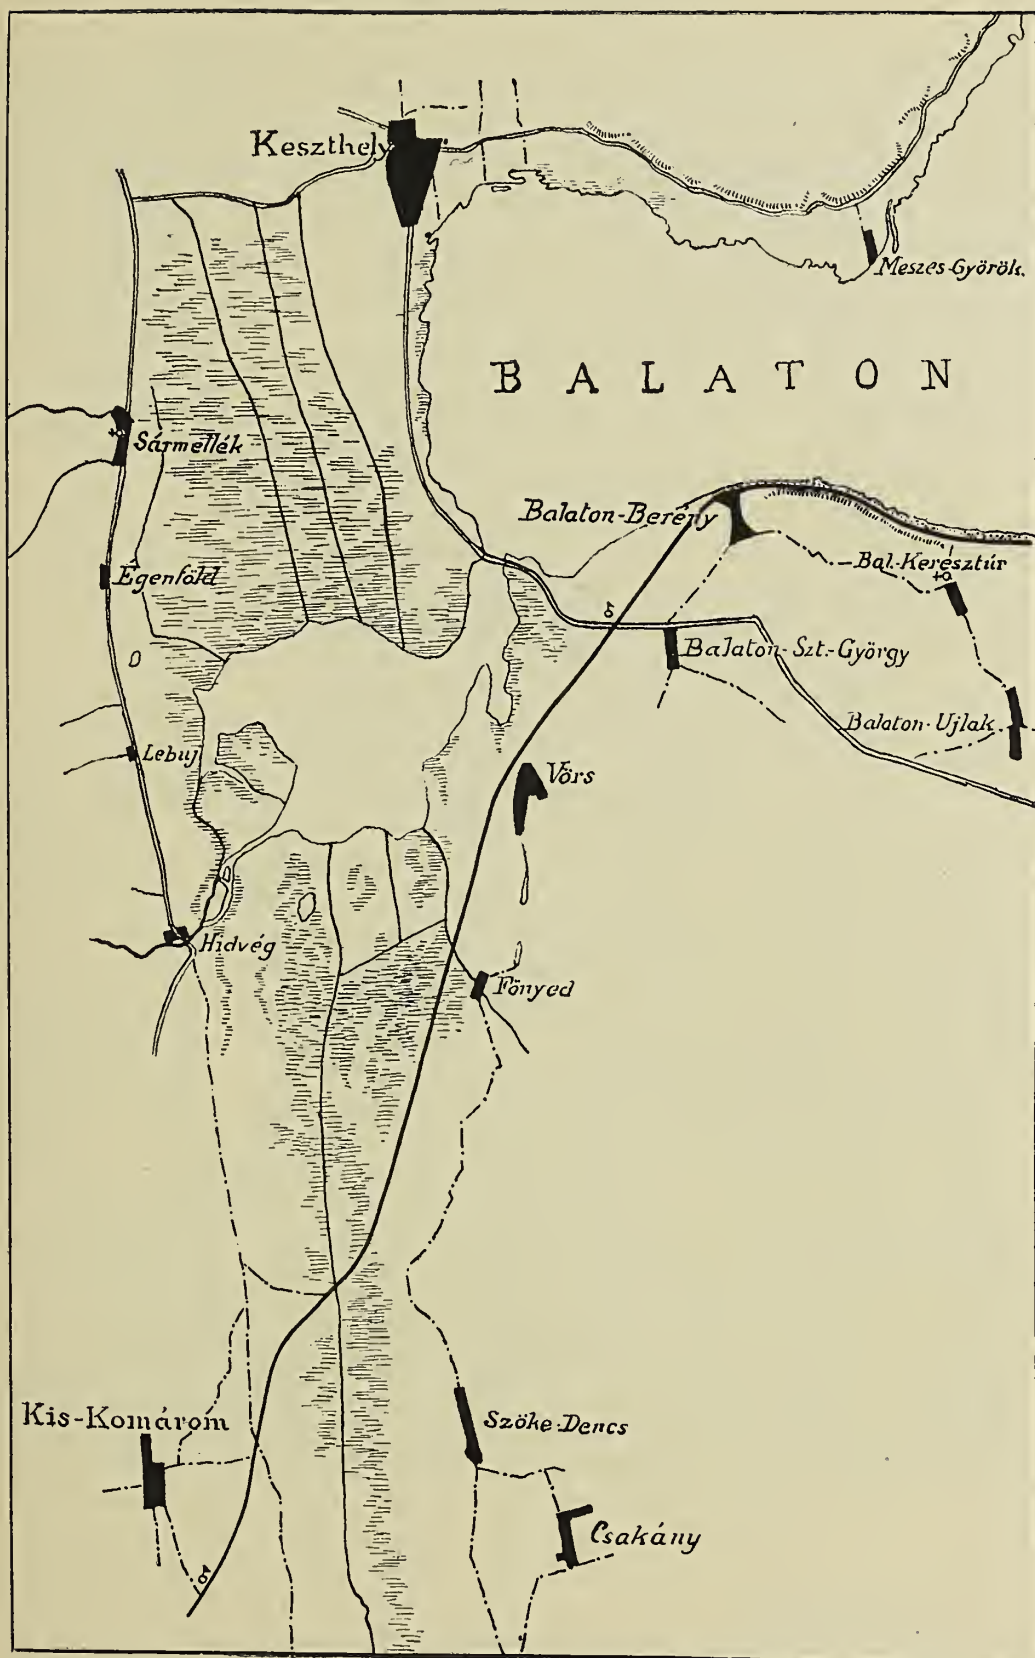 Keszthely
Meszes-Györök.
BALATON
Sármellék
Balaton-Berény
Bal.-Keresztúr
Egenföld
Balaton-Szt.-György
Balaton-Ujlak
Lebuj
Vörs
Hidvég
Fönyed
Kis-Komárom
Szöke-Dencs
Csákány